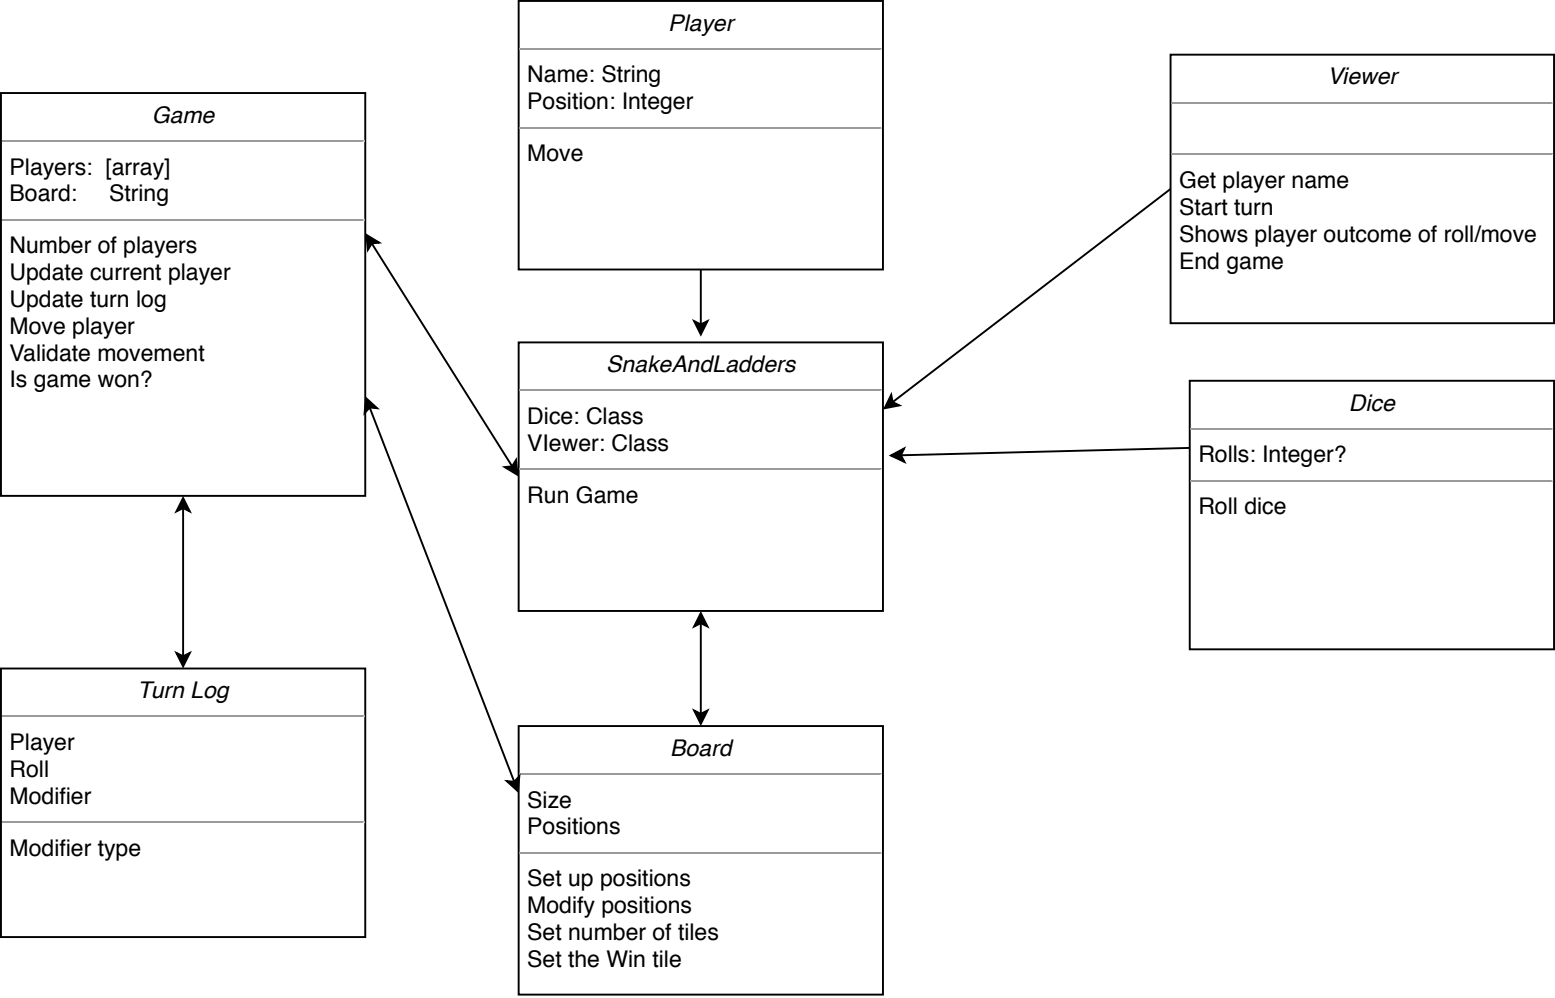 Player
Name: String
Position: Integer
Move
Viewer
Get player name
Start turn
Shows player outcome of roll/move
End game
Game
Players: [array]
Board: String
Number of players
Update current player
Update turn log
Move player
Validate movement
Is game won?
SnakeAndLadders
Dice: Class
VIewer: Class
Run Game
Dice
Rolls: Integer?
Roll dice
Turn Log
Player
Roll
Modifier
Modifier type
Board
Size
Positions
Set up positions
Modify positions
Set number of tiles
Set the Win tile